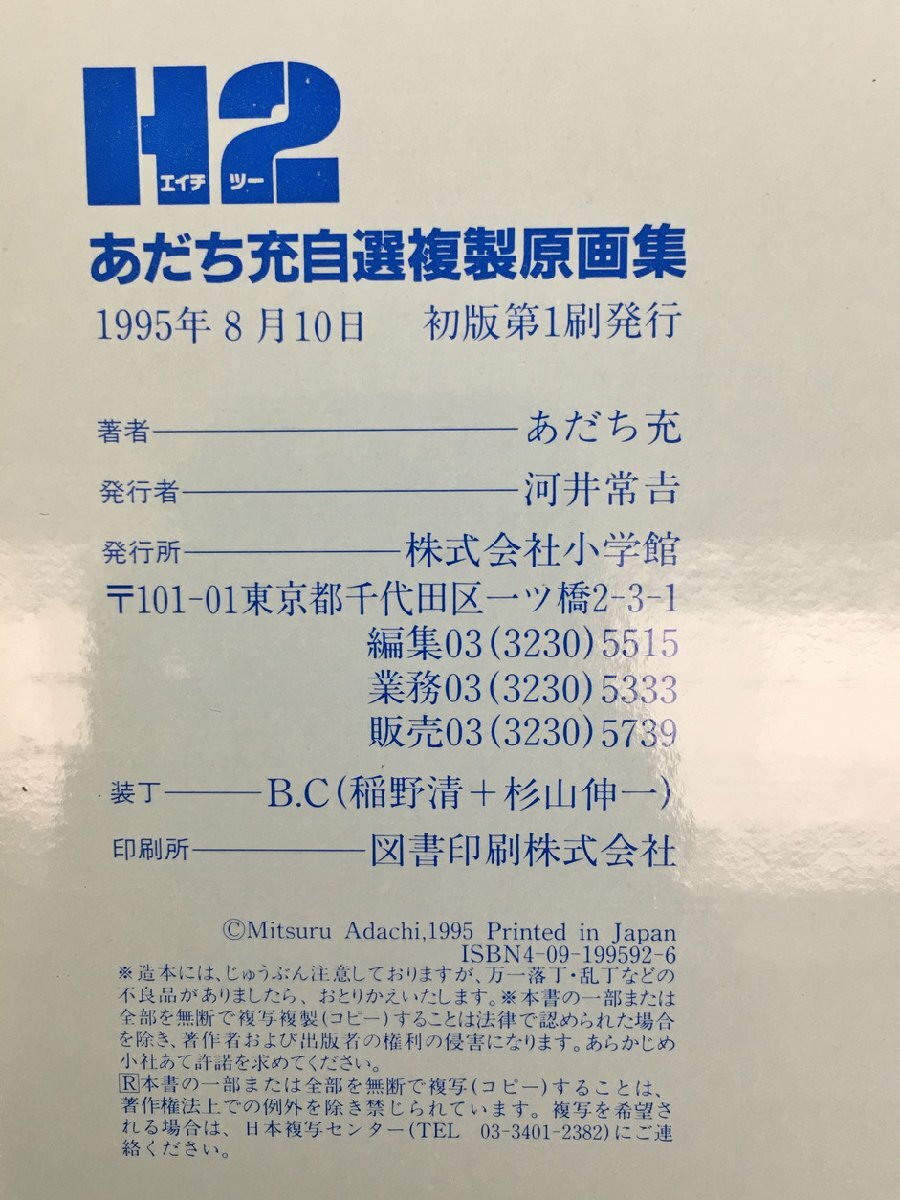 H2
エイチ ツー
あだち充自選複製原画集
1995年8月10日 初版第1刷発行
著者――あだち充
発行者――河井常𠮷
発行所――株式会社小学館
〒101-01東京都千代田区一ツ橋2-3-1
編集03(3230)5515
業務03(3230)5333
販売03(3230)5739
装丁――B.C(稲野清+杉山伸一)
印刷所――図書印刷株式会社
©Mitsuru Adachi,1995 Printed in Japan
ISBN4-09-199592-6
※造本には、じゅうぶん注意しておりますが、万一落丁・乱丁などの
不良品がありましたら、おとりかえいたします。※本書の一部または
全部を無断で複写複製(コピー)することは法律で認められた場合
を除き、著作者および出版者の権利の侵害になります。あらかじめ
小社あて許諾を求めてください。
R本書の一部または全部を無断で複写(コピー)することは、
著作権法上での例外を除き禁じられています。複写を希望さ
れる場合は、日本複写センター(TEL 03-3401-2382)にご連
絡ください。